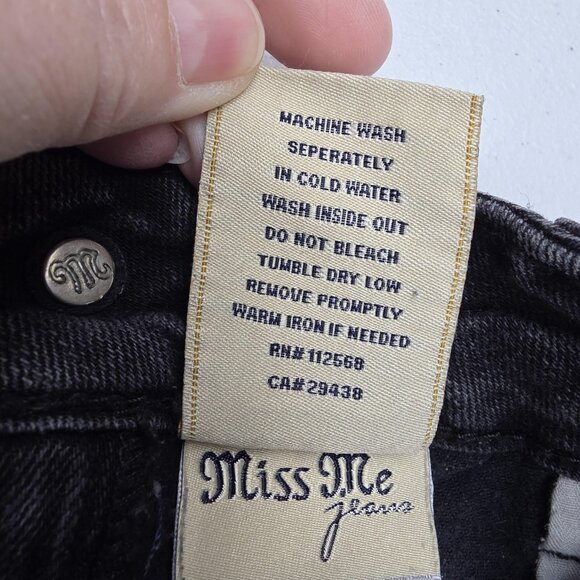 MACHINE WASH
SEPERATELY
IN COLD WATER
WASH INSIDE OUT
DO NOT BLEACH
TUMBLE DRY LOW
REMOVE PROMPTLY
WARM IRON IF NEEDED
RN# 112568
CA# 29438
m
Miss Me
jeans